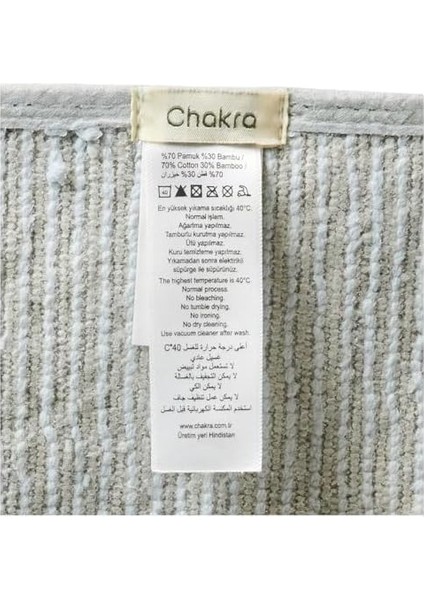 Chakra
%70 Pamuk %30 Bambu /
70% Cotton 30% Bamboo /
%70 قطن 30% خيزران
40
En yüksek yıkama sıcaklığı 40°C.
Normal işlem.
Ağartma yapılmaz.
Tamburlu kurutma yapılmaz.
Ütü yapılmaz.
Kuru temizleme yapılmaz.
Yıkamadan sonra elektrikli
süpürge ile süpürünüz.
The highest temperature is 40°C.
Normal process.
No bleaching.
No tumble drying.
No ironing.
No dry cleaning.
Use vacuum cleaner after wash.
أعلى درجة حرارة للغسل 40°C
غسيل عادي
لا تستعمل مواد لتبييض
لا يمكن التجفيف بالغسالة
لا يمكن الكي
لا يمكن عمل تنظيف جاف
استخدم المكنسة الكهربائية قبل الغسل
www.chakra.com.tr
Üretim yeri Hindistan